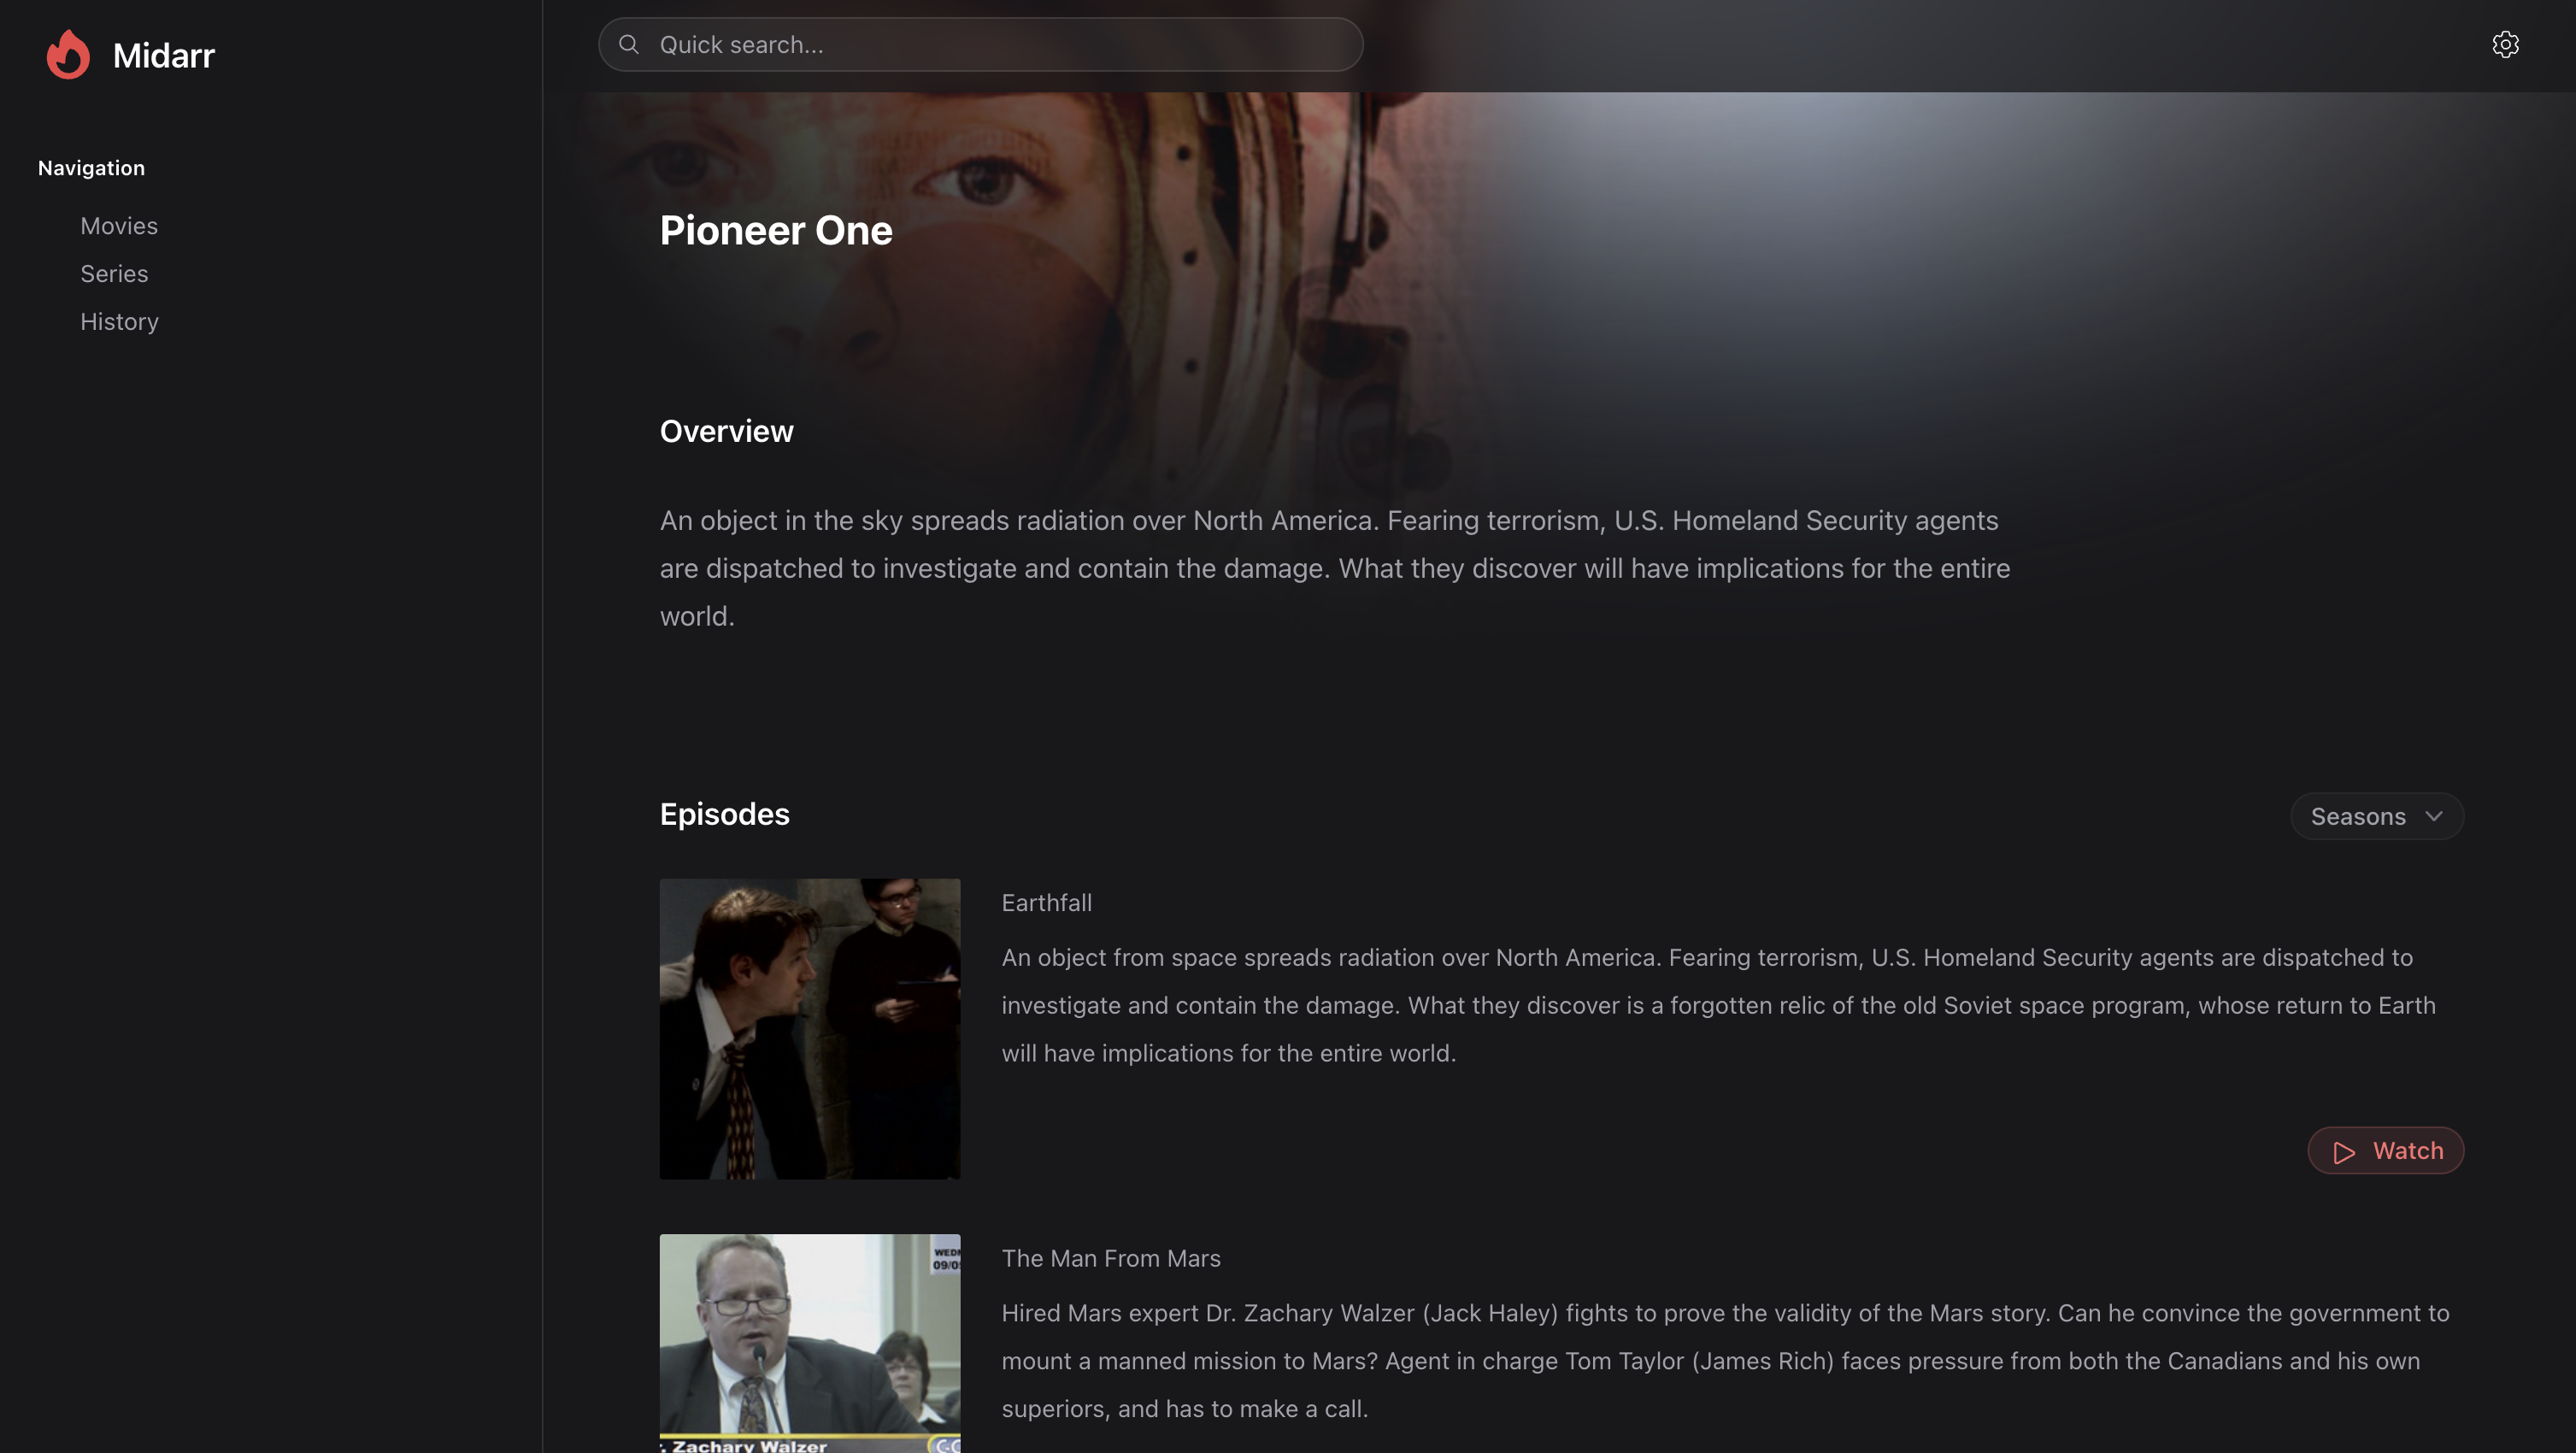 Midarr
Quick search...
Navigation
Movies
Series
History
Pioneer One
Overview
An object in the sky spreads radiation over North America. Fearing terrorism, U.S. Homeland Security agents
are dispatched to investigate and contain the damage. What they discover will have implications for the entire
world.
Episodes
Seasons
Earthfall
An object from space spreads radiation over North America. Fearing terrorism, U.S. Homeland Security agents are dispatched to
investigate and contain the damage. What they discover is a forgotten relic of the old Soviet space program, whose return to Earth
will have implications for the entire world.
Watch
WEDN
09/0
The Man From Mars
Hired Mars expert Dr. Zachary Walzer (Jack Haley) fights to prove the validity of the Mars story. Can he convince the government to
mount a manned mission to Mars? Agent in charge Tom Taylor (James Rich) faces pressure from both the Canadians and his own
superiors, and has to make a call.
. Zachary Walzer